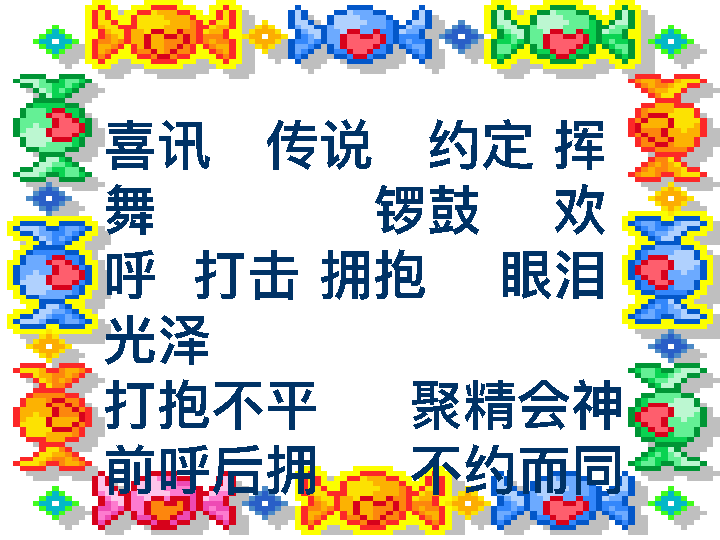 喜讯 传说 约定 挥
舞 锣鼓 欢
呼 打击 拥抱 眼泪
光泽
打抱不平 聚精会神
前呼后拥 不约而同